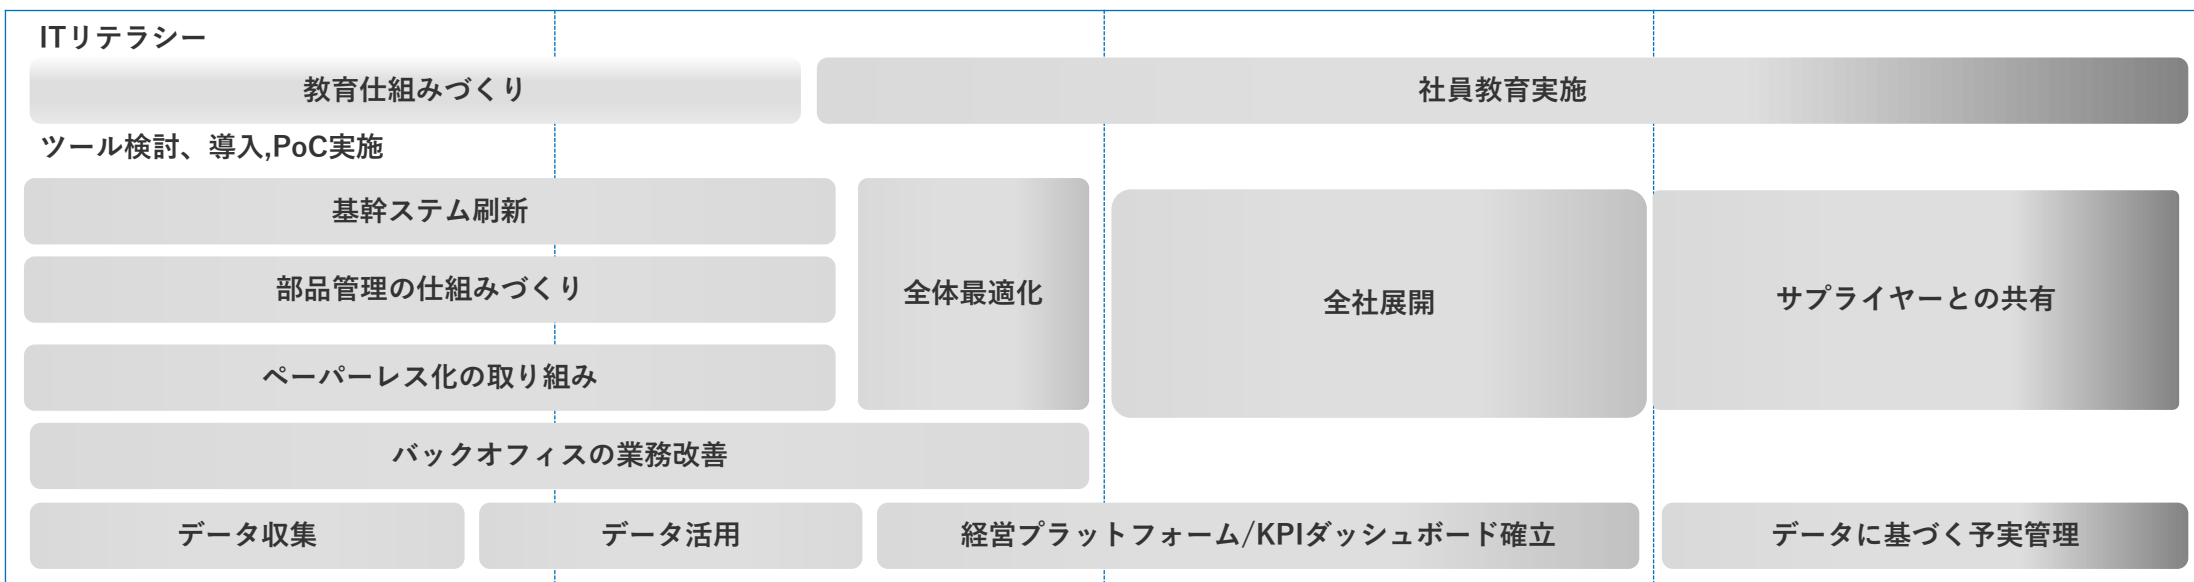 ITリテラシー
教育仕組みづくり
社員教育実施
ツール検討、導入,PoC実施
基幹ステム刷新
部品管理の仕組みづくり
ペーパーレス化の取り組み
全体最適化
全社展開
サプライヤーとの共有
バックオフィスの業務改善
データ収集
データ活用
経営プラットフォーム/KPIダッシュボード確立
データに基づく予実管理